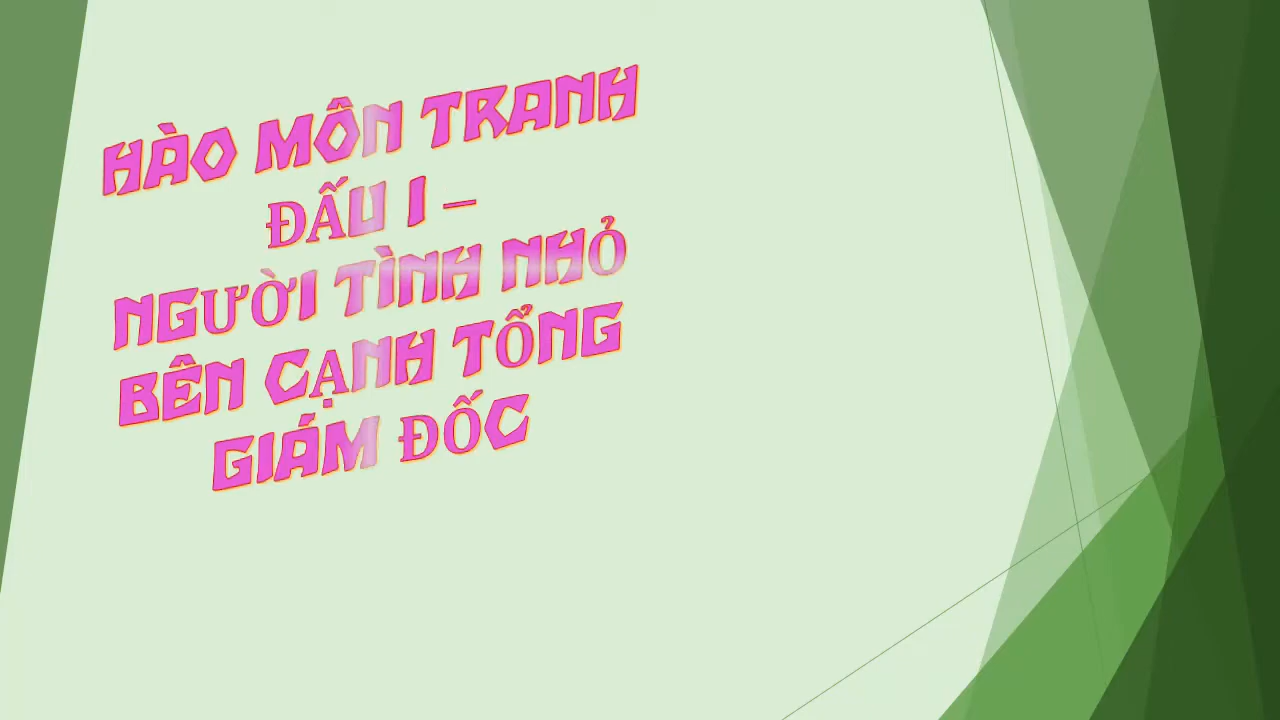 HÀO MÔN TRANH
ĐẤU I –
NGƯỜI TÌNH NHỎ
BÊN CẠNH TỔNG
GIÁM ĐỐC